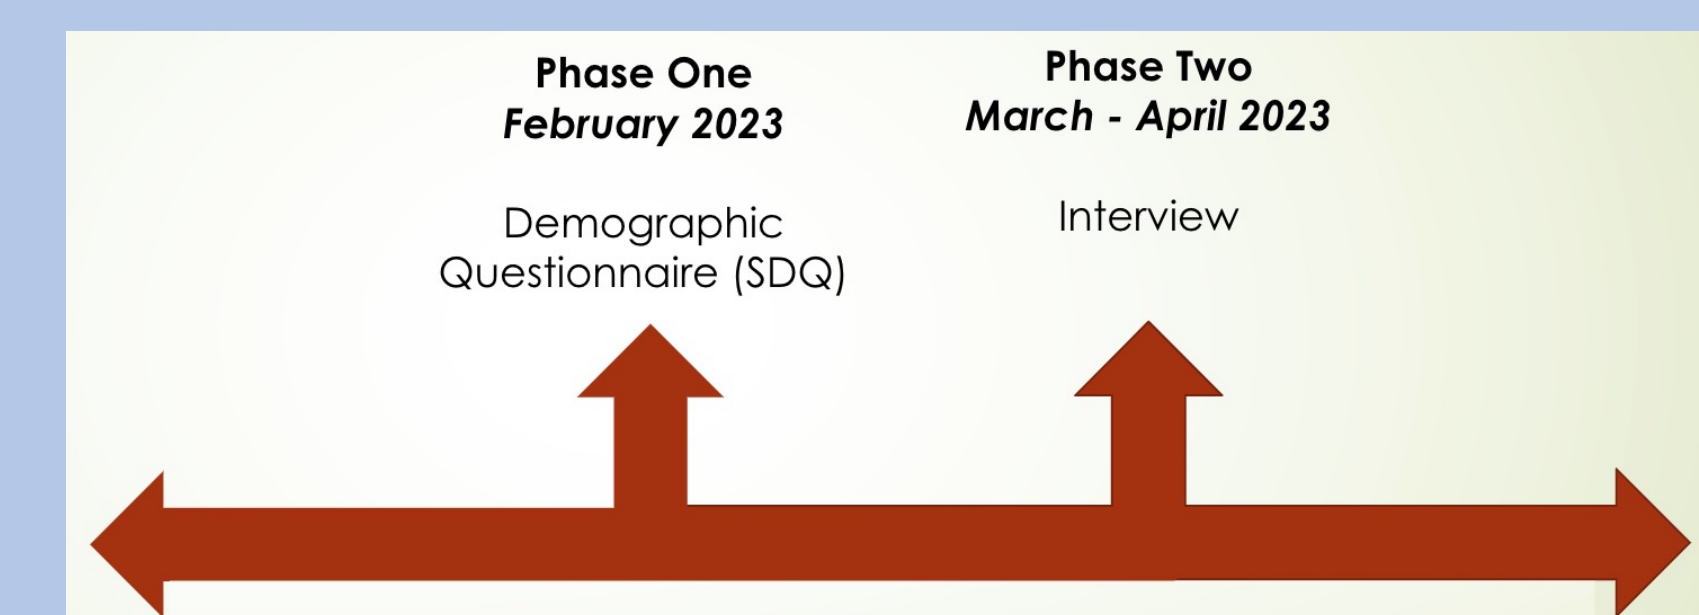 Phase One
February 2023
Demographic
Questionnaire (SDQ)
Phase Two
March - April 2023
Interview